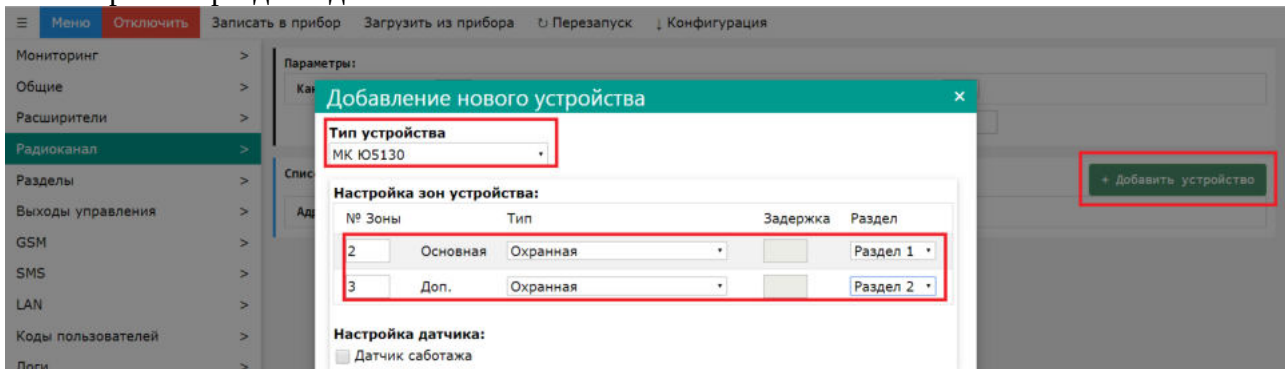 ☰ Меню Отключить Записать в прибор Загрузить из прибора ↻ Перезапуск ↓ Конфигурация
Мониторинг >
Общие >
Расширители >
Радиоканал >
Разделы >
Выходы управления >
GSM >
SMS >
LAN >
Коды пользователей >
Логи >
Параметры:
+ Добавить устройство
Добавление нового устройства ×
Тип устройства
МК Ю5130
Настройка зон устройства:
№ Зоны Тип Задержка Раздел
2 Основная Охранная Раздел 1
3 Доп. Охранная Раздел 2
Настройка датчика:
Датчик саботажа